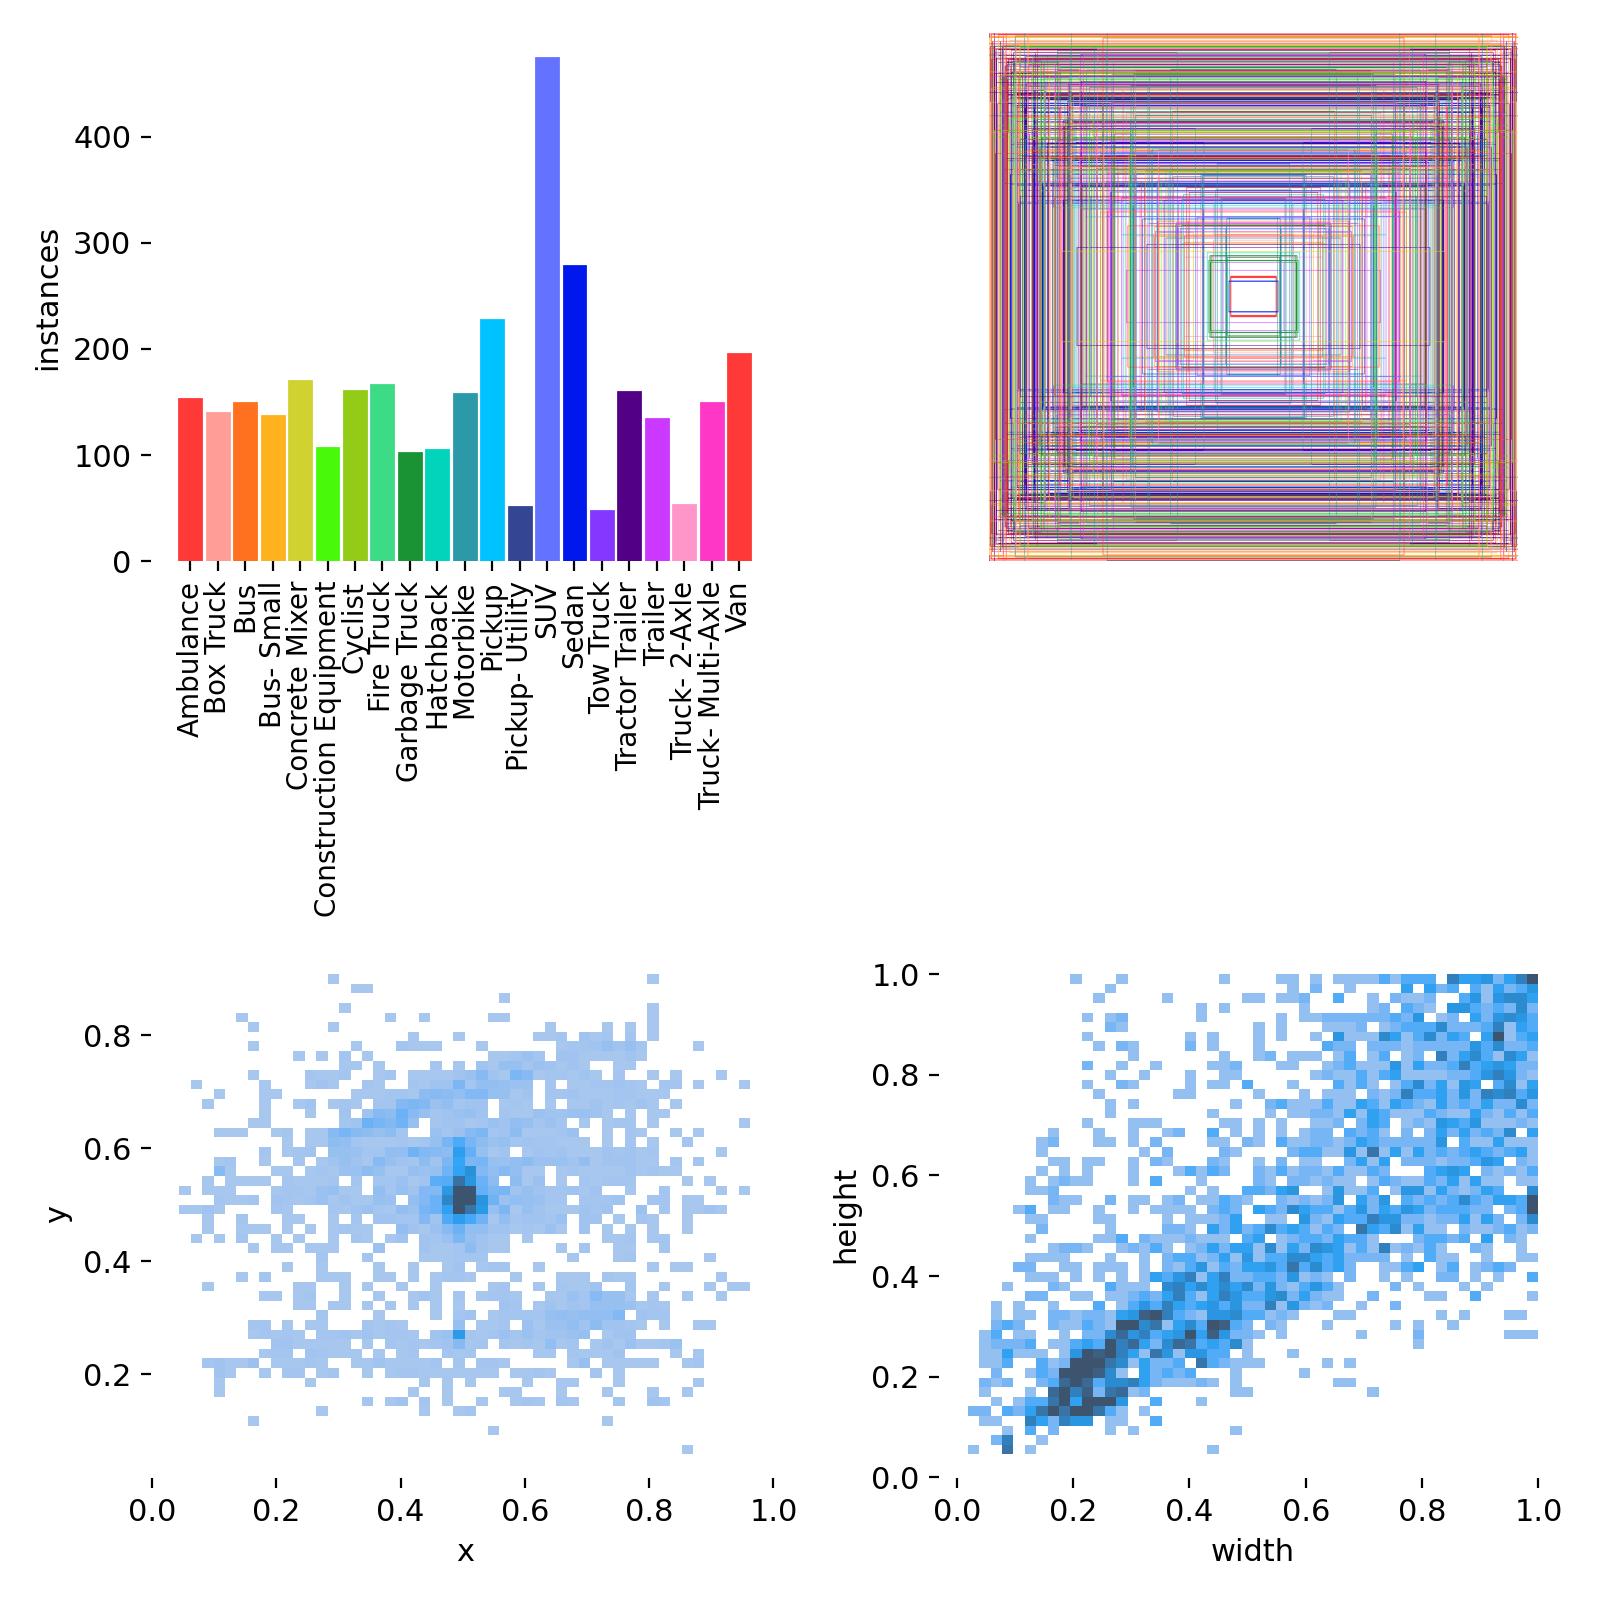 400
300
200
100
0
instances
Ambulance
Box Truck
Bus
Bus- Small
Concrete Mixer
Construction Equipment
Cyclist
Fire Truck
Garbage Truck
Hatchback
Motorbike
Pickup
Pickup- Utility
SUV
Sedan
Tow Truck
Tractor Trailer
Trailer
Truck- 2-Axle
Truck- Multi-Axle
Van
0.8
0.6
0.4
0.2
y
0.0 0.2 0.4 0.6 0.8 1.0
x
1.0
0.8
0.6
0.4
0.2
0.0
height
0.0 0.2 0.4 0.6 0.8 1.0
width